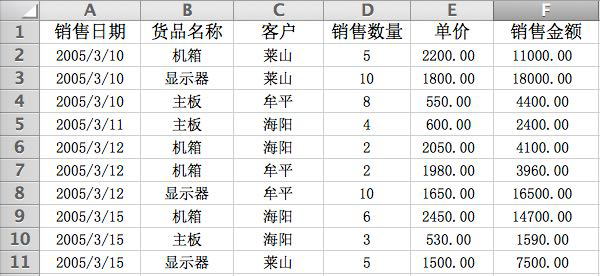 A B C D E F
1 销售日期 货品名称 客户 销售数量 单价 销售金额
2 2005/3/10 机箱 莱山 5 2200.00 11000.00
3 2005/3/10 显示器 莱山 10 1800.00 18000.00
4 2005/3/10 主板 牟平 8 550.00 4400.00
5 2005/3/11 主板 海阳 4 600.00 2400.00
6 2005/3/12 机箱 海阳 2 2050.00 4100.00
7 2005/3/12 机箱 牟平 2 1980.00 3960.00
8 2005/3/12 显示器 牟平 10 1650.00 16500.00
9 2005/3/15 机箱 海阳 6 2450.00 14700.00
10 2005/3/15 主板 海阳 3 530.00 1590.00
11 2005/3/15 显示器 莱山 5 1500.00 7500.00